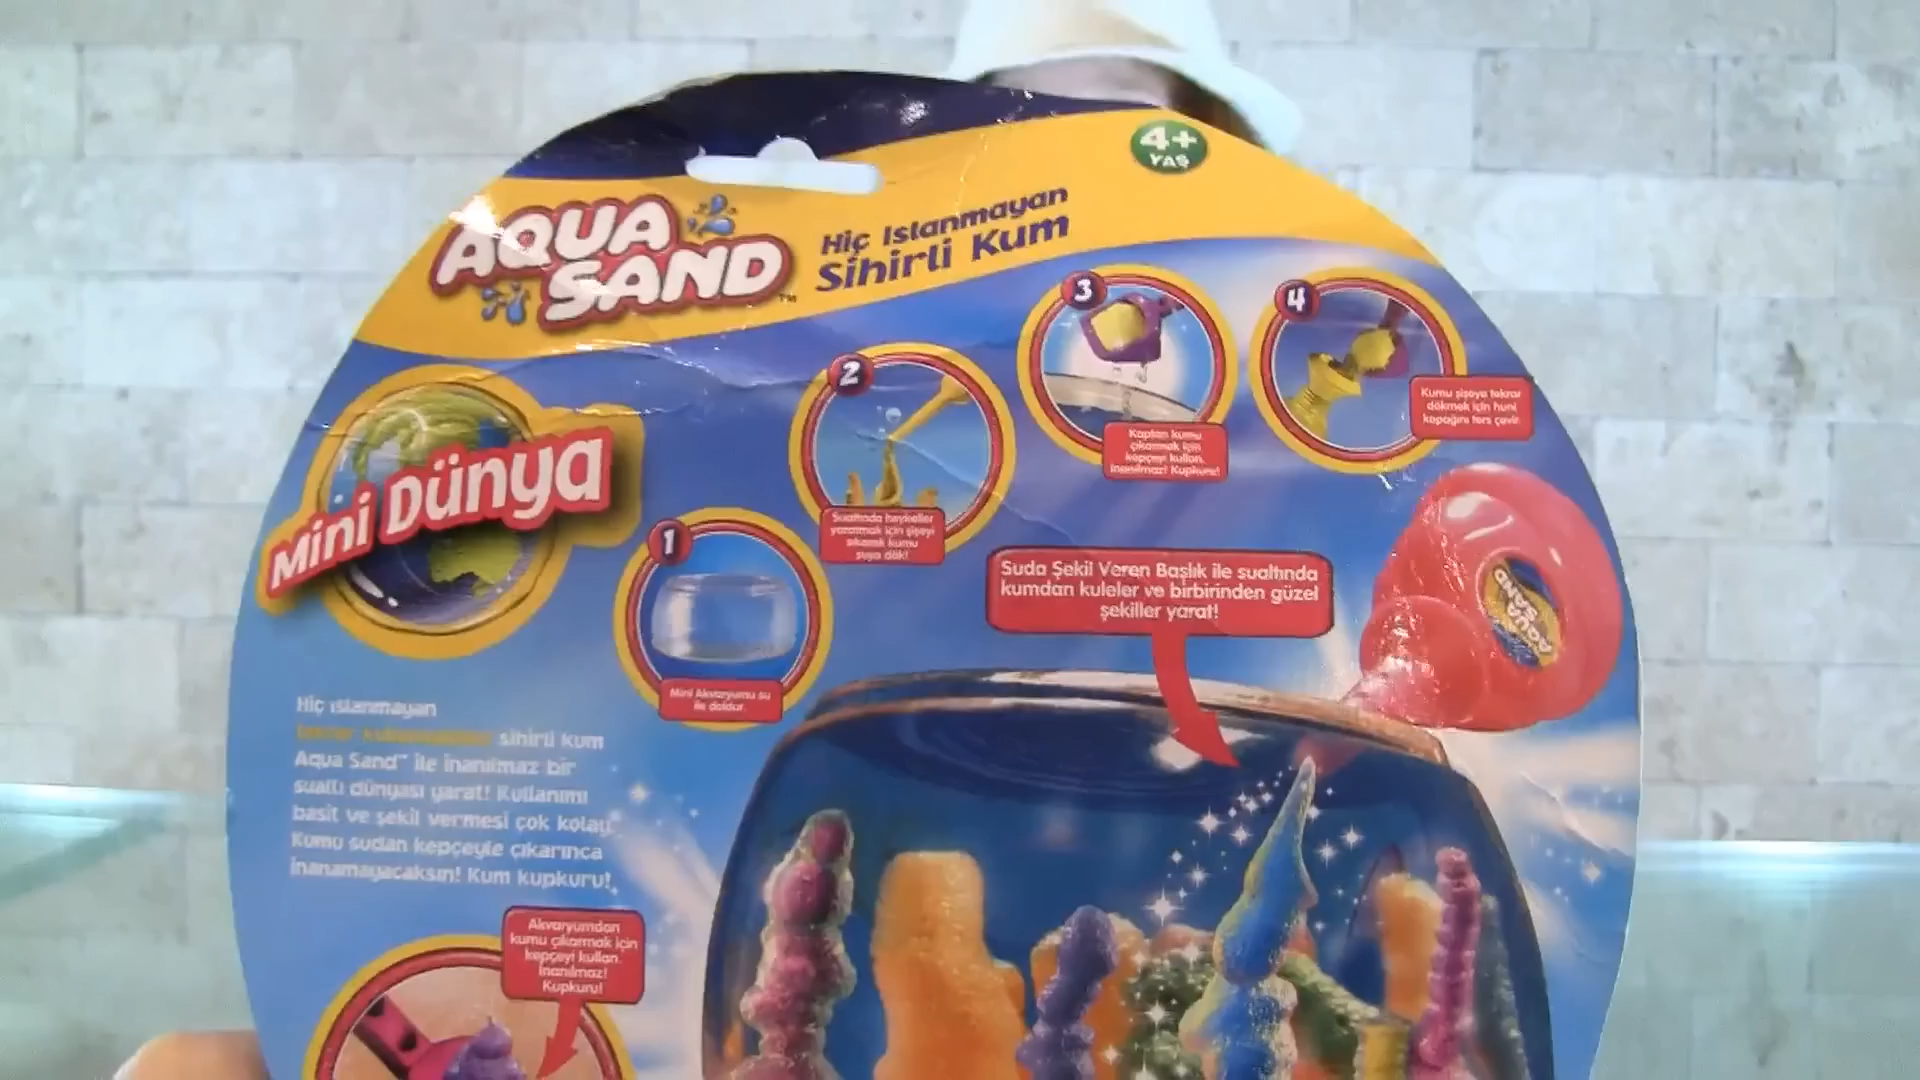 4+
YAŞ
AQUA
SAND™
Hiç Islanmayan
Sihirli Kum
Mini Dünya
1
Mini Akvaryumu su
ile doldur.
2
Sualtında heykeller
yaratmak için şişeyi
sıkarak kumu
suya dök!
3
Kaptan kumu
çıkarmak için
kepçeyi kullan.
İnanılmaz! Kupkuru!
4
Kumu şişeye tekrar
dökmek için huni
kapağını ters çevir.
Suda Şekil Veren Başlık ile sualtında
kumdan kuleler ve birbirinden güzel
şekiller yarat!
AQUA
SAND
Hiç ıslanmayan
sihirli kum
Aqua Sand™ ile inanılmaz bir
sualtı dünyası yarat! Kullanımı
basit ve şekil vermesi çok kolay.
Kumu sudan kepçeyle çıkarınca
inanamayacaksın! Kum kupkuru!
Akvaryumdan
kumu çıkarmak için
kepçeyi kullan.
İnanılmaz!
Kupkuru!